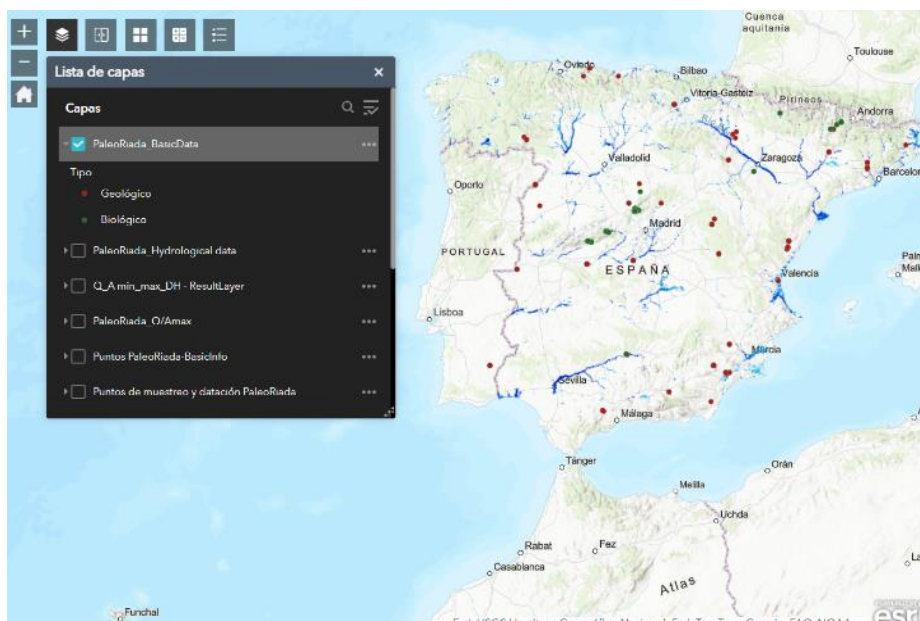 Lista de capas
Capas
PaleoRiada_BasicData
Tipo
Geológico
Biológico
PaleoRiada_Hydrological data
Q_A min_max_DH - ResultLayer
PaleoRiada_Q/Amax
Puntos PaleoRiada-BasicInfo
Puntos de muestreo y datación PaleoRiada
Cuenca
aquitania
Toulouse
Oviedo
Bilbao
Vitoria-Gasteiz
Pirineos
Andorra
Valladolid
Zaragoza
Barcelon
Oporto
Madrid
PORTUGAL
ESPAÑA
Valencia
Lisboa
Murcia
Sevilla
Málaga
Tánger
Orán
Melilla
Uchda
Rabat
Fez
Casablanca
Atlas
Funchal
esri